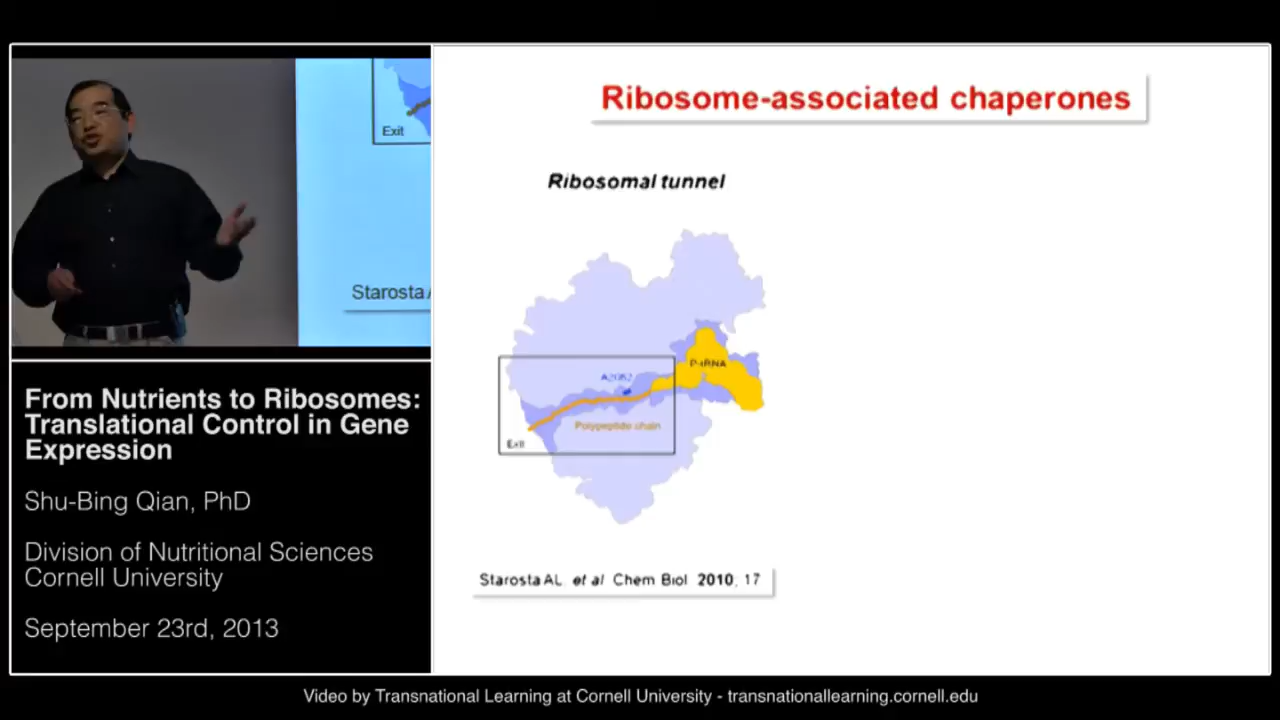 Exit
Starosta
From Nutrients to Ribosomes:
Translational Control in Gene
Expression
Shu-Bing Qian, PhD
Division of Nutritional Sciences
Cornell University
September 23rd, 2013
Ribosome-associated chaperones
Ribosomal tunnel
P-tRNA
A2062
Polypeptide chain
Exit
Starosta AL. et al Chem Biol 2010, 17
Video by Transnational Learning at Cornell University - transnationallearning.cornell.edu